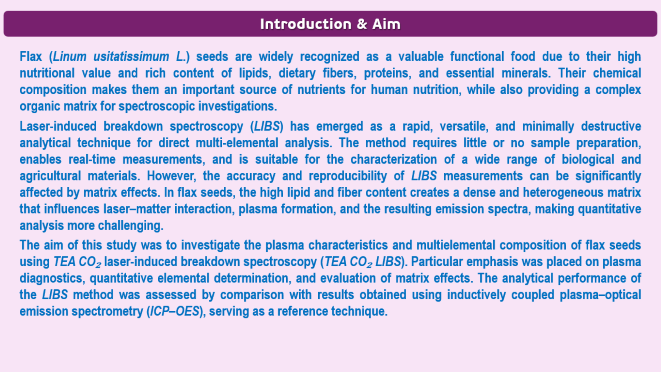 Introduction & Aim
Flax (Linum usitatissimum L.) seeds are widely recognized as a valuable functional food due to their high
nutritional value and rich content of lipids, dietary fibers, proteins, and essential minerals. Their chemical
composition makes them an important source of nutrients for human nutrition, while also providing a complex
organic matrix for spectroscopic investigations.
Laser-induced breakdown spectroscopy (LIBS) has emerged as a rapid, versatile, and minimally destructive
analytical technique for direct multi-elemental analysis. The method requires little or no sample preparation,
enables real-time measurements, and is suitable for the characterization of a wide range of biological and
agricultural materials. However, the accuracy and reproducibility of LIBS measurements can be significantly
affected by matrix effects. In flax seeds, the high lipid and fiber content creates a dense and heterogeneous matrix
that influences laser–matter interaction, plasma formation, and the resulting emission spectra, making quantitative
analysis more challenging.
The aim of this study was to investigate the plasma characteristics and multielemental composition of flax seeds
using TEA CO₂ laser-induced breakdown spectroscopy (TEA CO₂ LIBS). Particular emphasis was placed on plasma
diagnostics, quantitative elemental determination, and evaluation of matrix effects. The analytical performance of
the LIBS method was assessed by comparison with results obtained using inductively coupled plasma–optical
emission spectrometry (ICP–OES), serving as a reference technique.